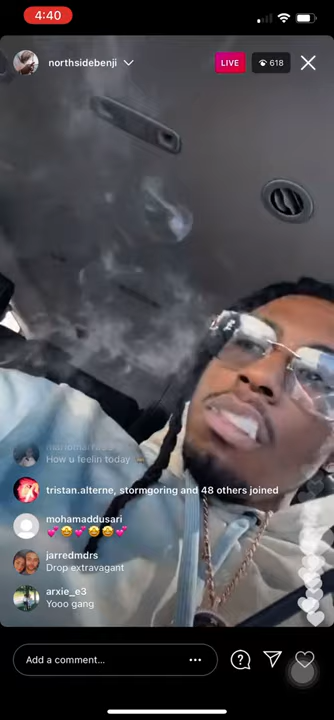 4:40
northsidebenji
LIVE
618
How u feelin today
tristan.alterne, stormgoring and 48 others joined
mohamaddusari
💕🤩💕🤩🤩💕
jarredmdrs
Drop extravagant
arxie_e3
Yooo gang
Add a comment...